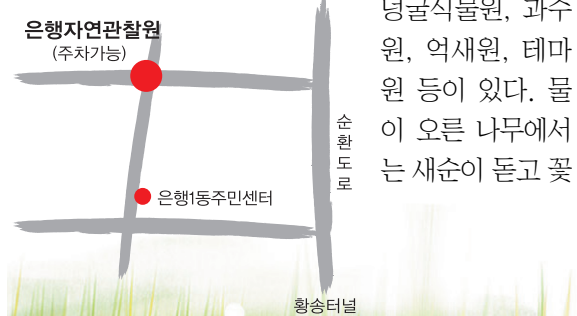 은행자연관찰원
(주차가능)
순환도로
은행1동주민센터
황송터널
덩굴식물원, 과수
원, 억새원, 테마
원 등이 있다. 물
이 오른 나무에서
는 새순이 돋고 꽃